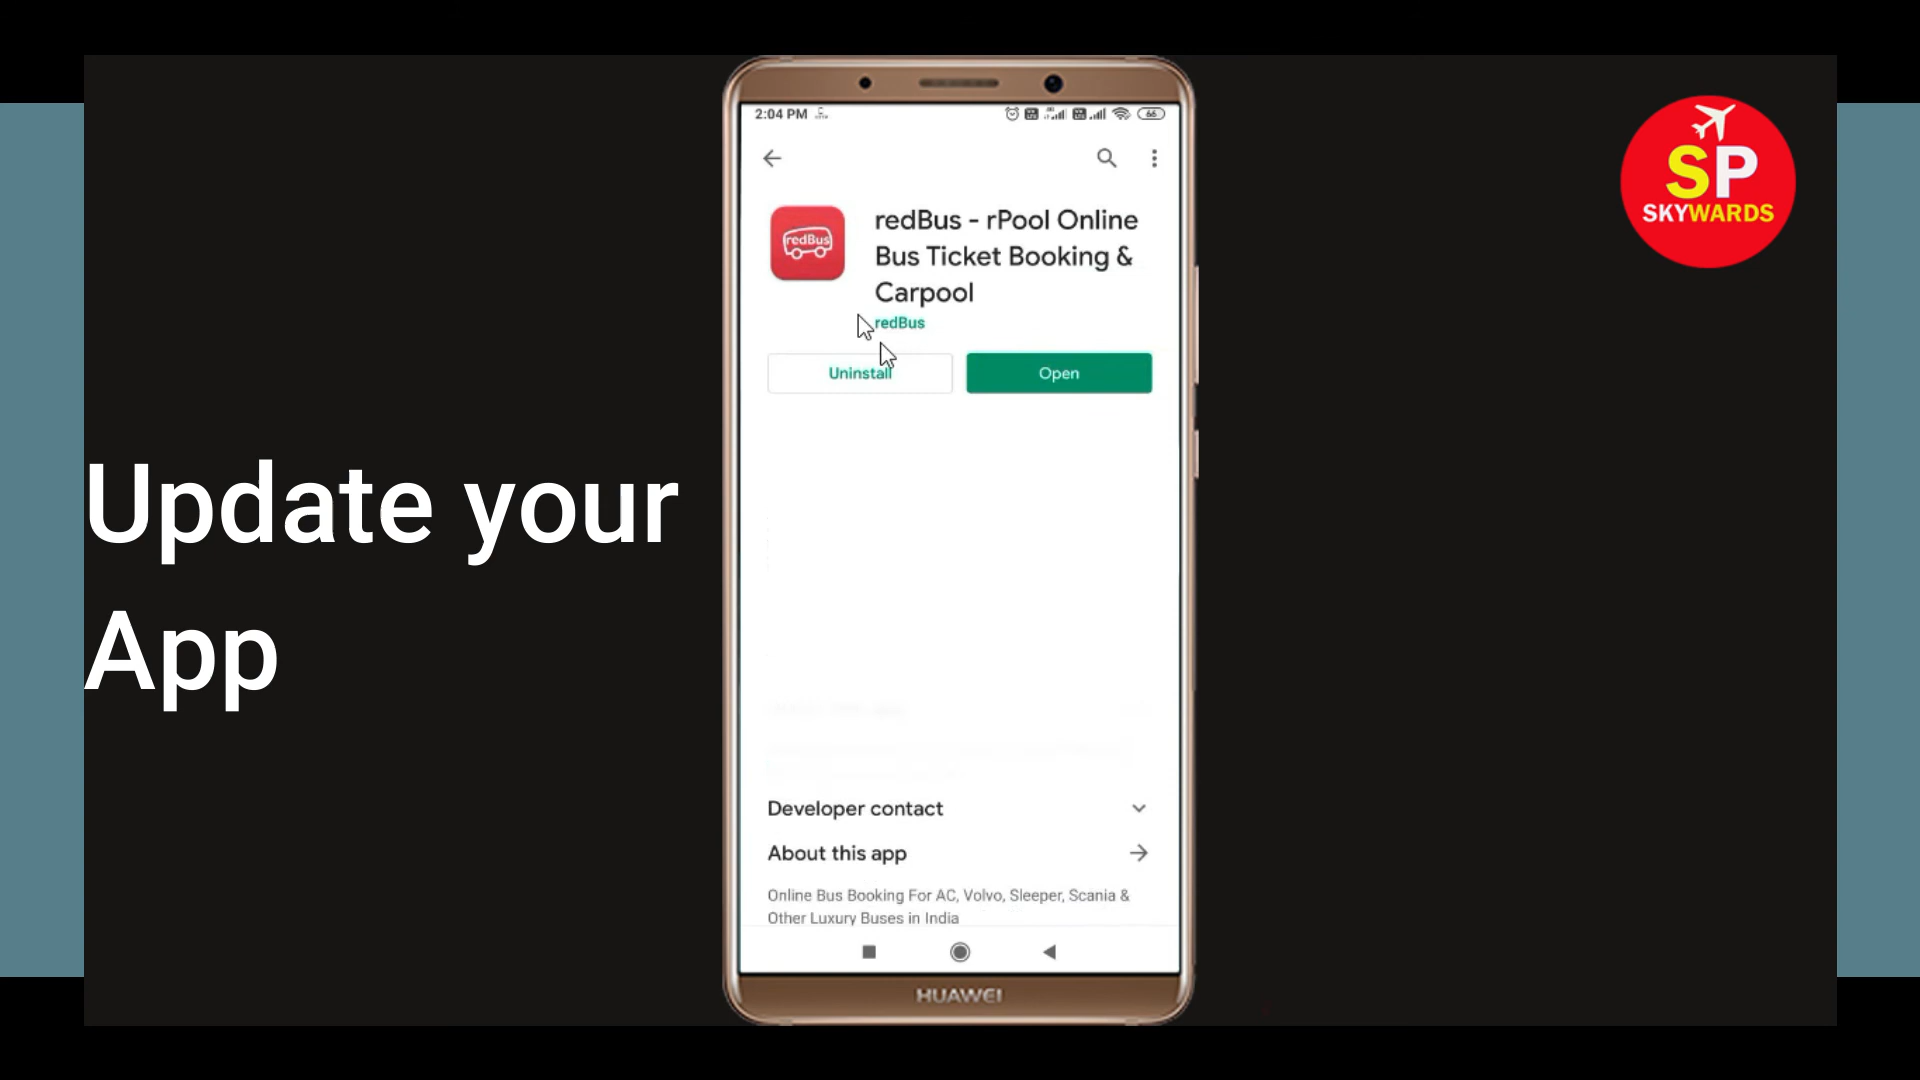 2:04 PM
66
redBus - rPool Online
Bus Ticket Booking &
Carpool
redBus
redBus
Uninstall
Open
Update your
App
Developer contact
About this app
Online Bus Booking For AC, Volvo, Sleeper, Scania &
Other Luxury Buses in India
HUAWEI
SP
SKYWARDS